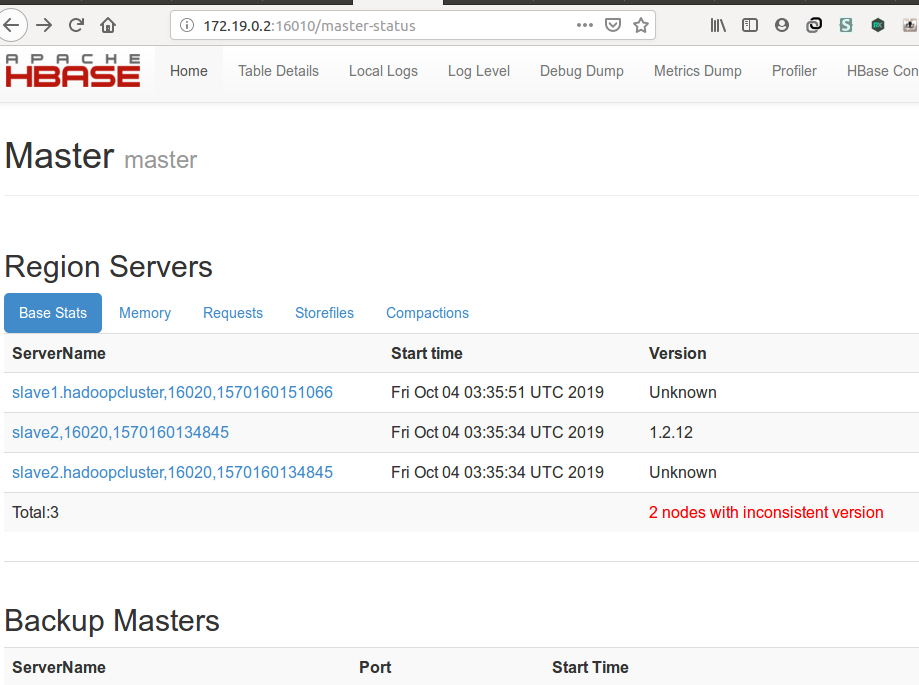 172.19.0.2:16010/master-status
APACHE
HBASE
Home Table Details Local Logs Log Level Debug Dump Metrics Dump Profiler HBase Con
Master master
Region Servers
Base Stats Memory Requests Storefiles Compactions
ServerName Start time Version
slave1.hadoopcluster,16020,1570160151066 Fri Oct 04 03:35:51 UTC 2019 Unknown
slave2,16020,1570160134845 Fri Oct 04 03:35:34 UTC 2019 1.2.12
slave2.hadoopcluster,16020,1570160134845 Fri Oct 04 03:35:34 UTC 2019 Unknown
Total:3 2 nodes with inconsistent version
Backup Masters
ServerName Port Start Time